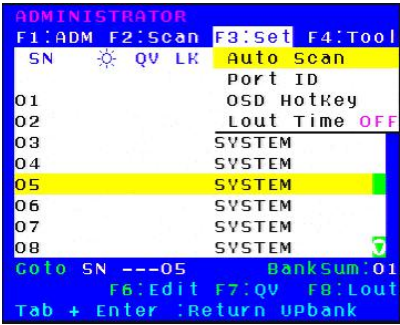 ADMINISTRATOR
F1:ADM F2:Scan F3:Set F4:Tool
SN QV LK Auto Scan
Port ID
01 OSD HotKey
02 Lout Time OFF
03 SYSTEM
04 SYSTEM
05 SYSTEM
06 SYSTEM
07 SYSTEM
08 SYSTEM
Goto SN ---05 BankSum:01
F6:Edit F7:QV F8:Lout
Tab + Enter :Return UPbank